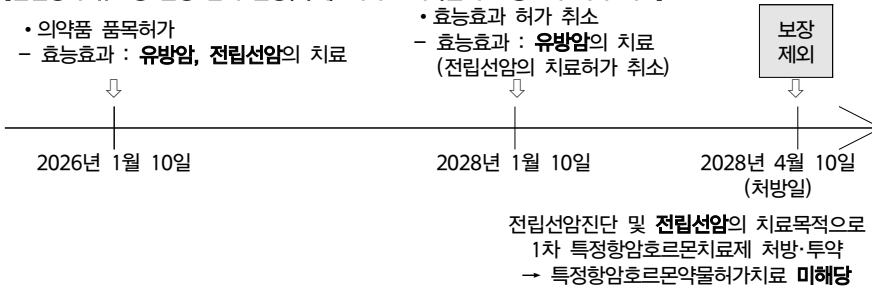 • 의약품 품목허가
- 효능효과 : 유방암, 전립선암의 치료
• 효능효과 허가 취소
- 효능효과 : 유방암의 치료
(전립선암의 치료허가 취소)
보장
제외
2026년 1월 10일
2028년 1월 10일
2028년 4월 10일
(처방일)
전립선암진단 및 전립선암의 치료목적으로
1차 특정항암호르몬치료제 처방·투약
→ 특정항암호르몬약물허가치료 미해당